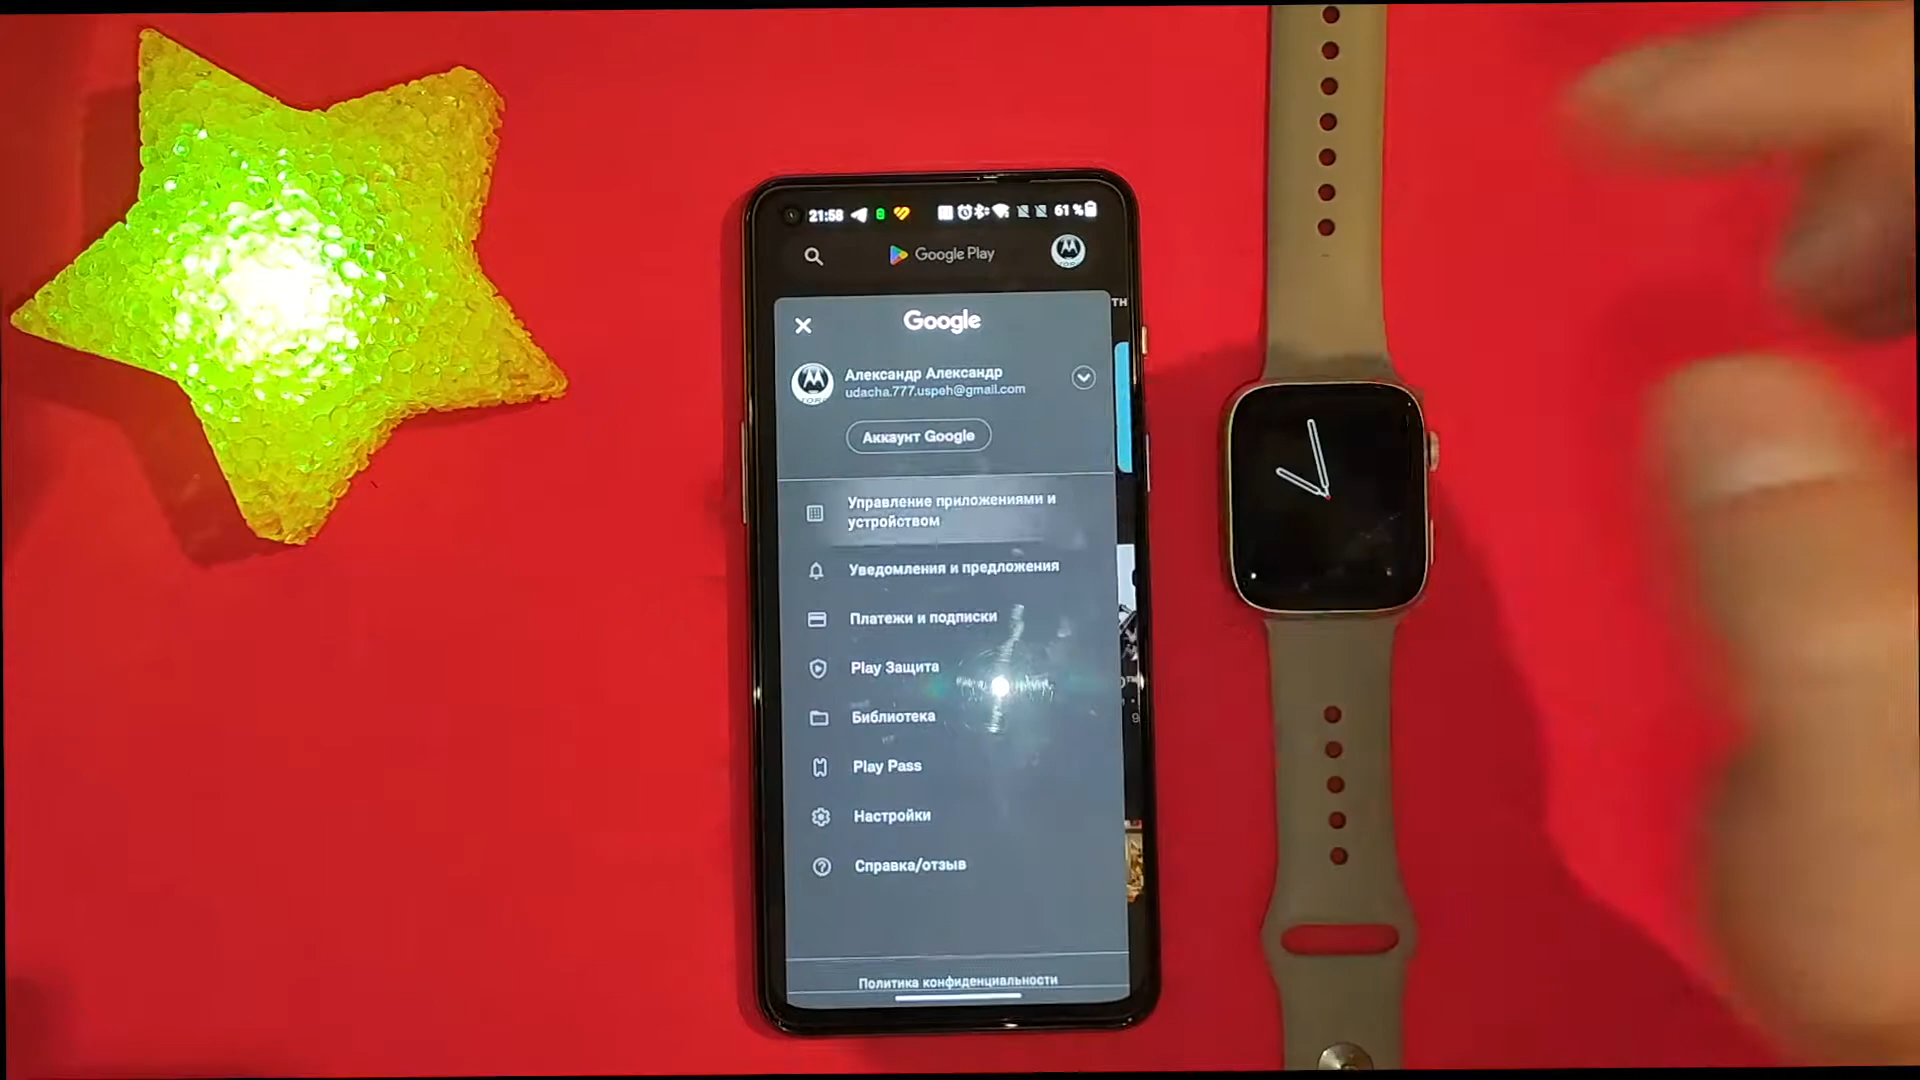 21:58
61 %
Google Play
тн
Google
Александр Александр
udacha.777.uspeh@gmail.com
Аккаунт Google
Управление приложениями и
устройством
Уведомления и предложения
Платежи и подписки
Play Защита
Библиотека
Play Pass
Настройки
Справка/отзыв
Политика конфиденциальности